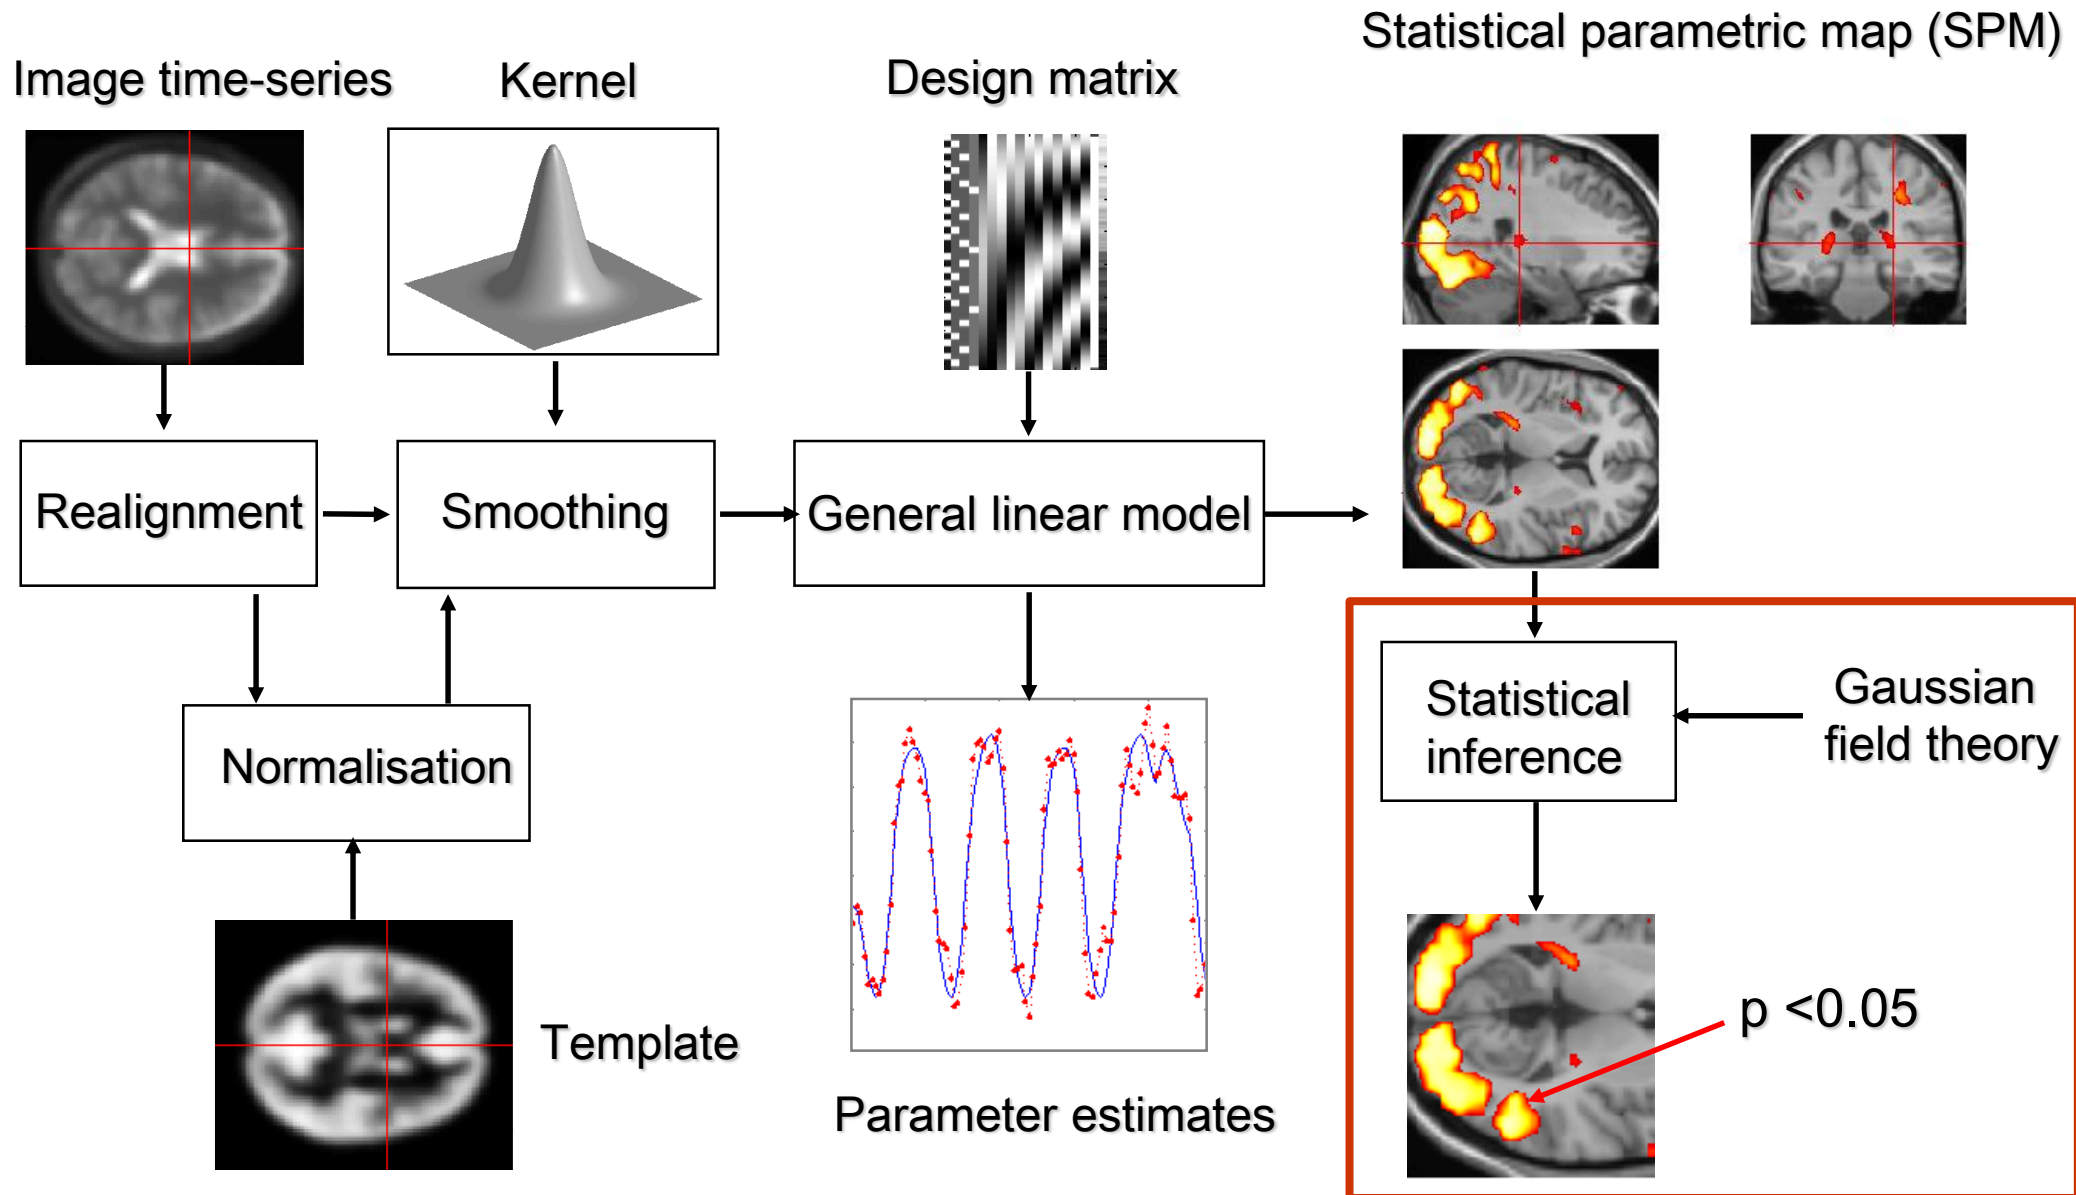 Statistical parametric map (SPM)
Image time-series
Kernel
Design matrix
Realignment
Smoothing
General linear model
Normalisation
Statistical
inference
Gaussian
field theory
Template
Parameter estimates
p <0.05